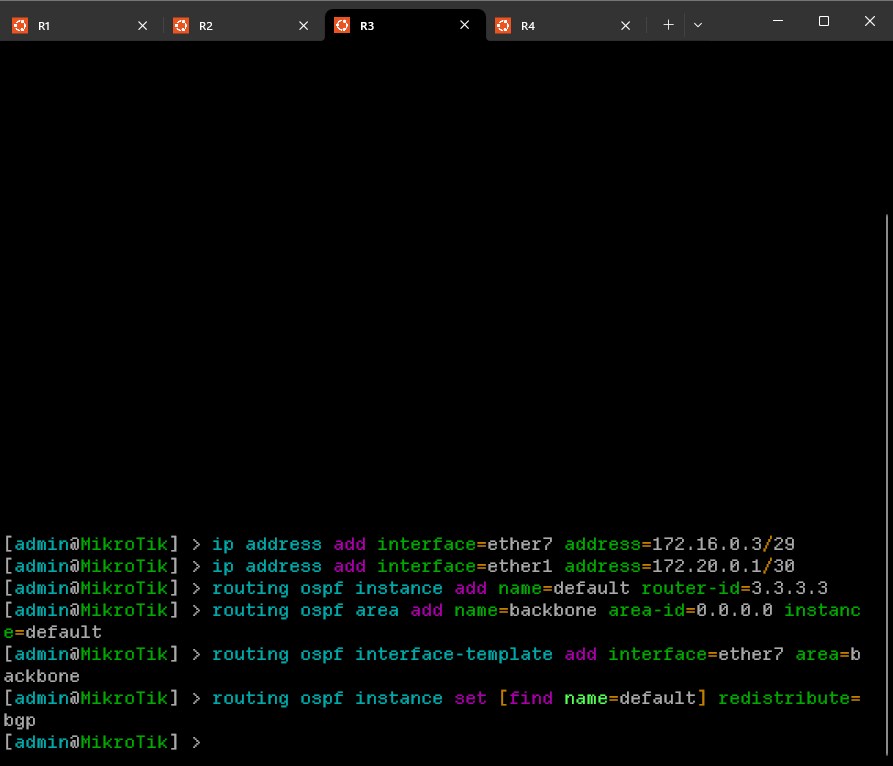 R1 R2 R3 R4
[admin@MikroTik] > ip address add interface=ether7 address=172.16.0.3/29
[admin@MikroTik] > ip address add interface=ether1 address=172.20.0.1/30
[admin@MikroTik] > routing ospf instance add name=default router-id=3.3.3.3
[admin@MikroTik] > routing ospf area add name=backbone area-id=0.0.0.0 instanc
e=default
[admin@MikroTik] > routing ospf interface-template add interface=ether7 area=b
ackbone
[admin@MikroTik] > routing ospf instance set [find name=default] redistribute=
bgp
[admin@MikroTik] >